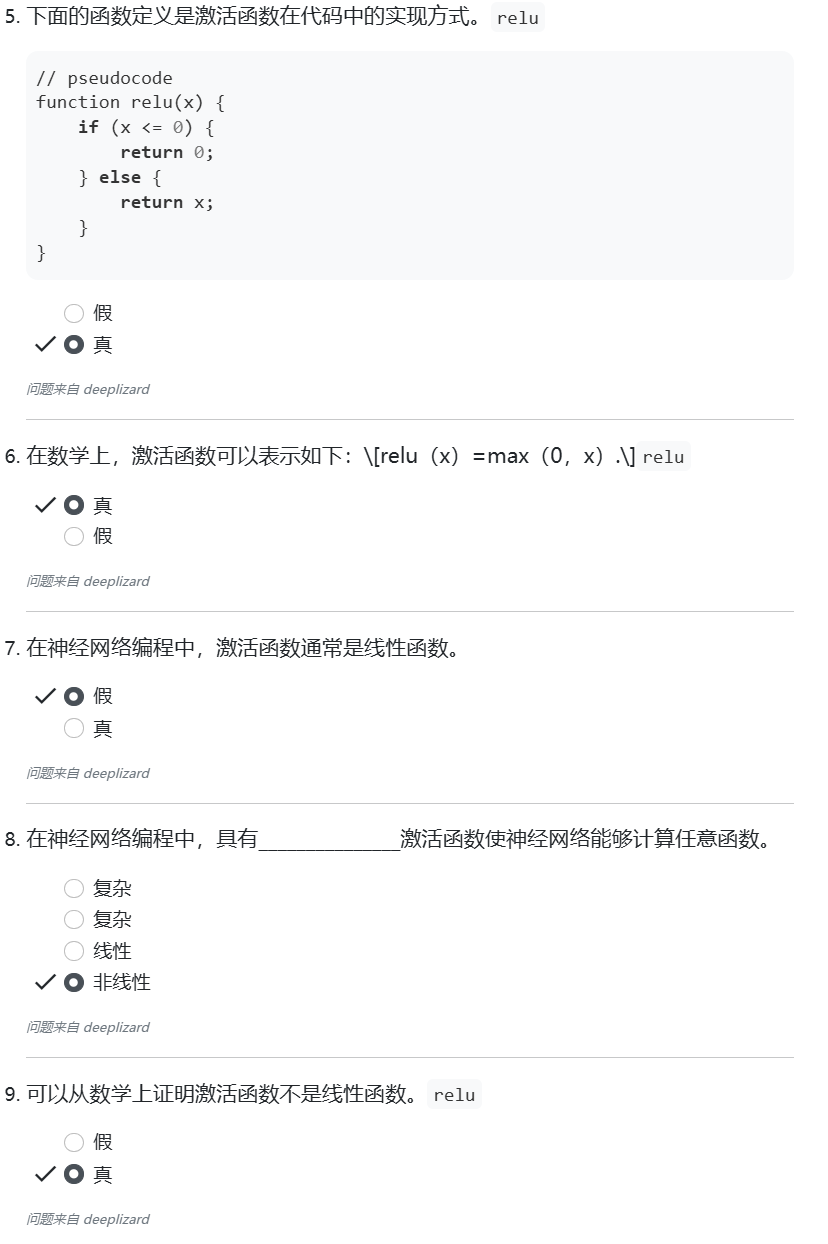 5. 下面的函数定义是激活函数在代码中的实现方式。 relu
// pseudocode
function relu(x) {
    if (x <= 0) {
        return 0;
    } else {
        return x;
    }
}
假
真
问题来自 deeplizard
6. 在数学上，激活函数可以表示如下：\[relu（x）=max（0，x）.\] relu
真
假
问题来自 deeplizard
7. 在神经网络编程中，激活函数通常是线性函数。
假
真
问题来自 deeplizard
8. 在神经网络编程中，具有_______________激活函数使神经网络能够计算任意函数。
复杂
复杂
线性
非线性
问题来自 deeplizard
9. 可以从数学上证明激活函数不是线性函数。 relu
假
真
问题来自 deeplizard